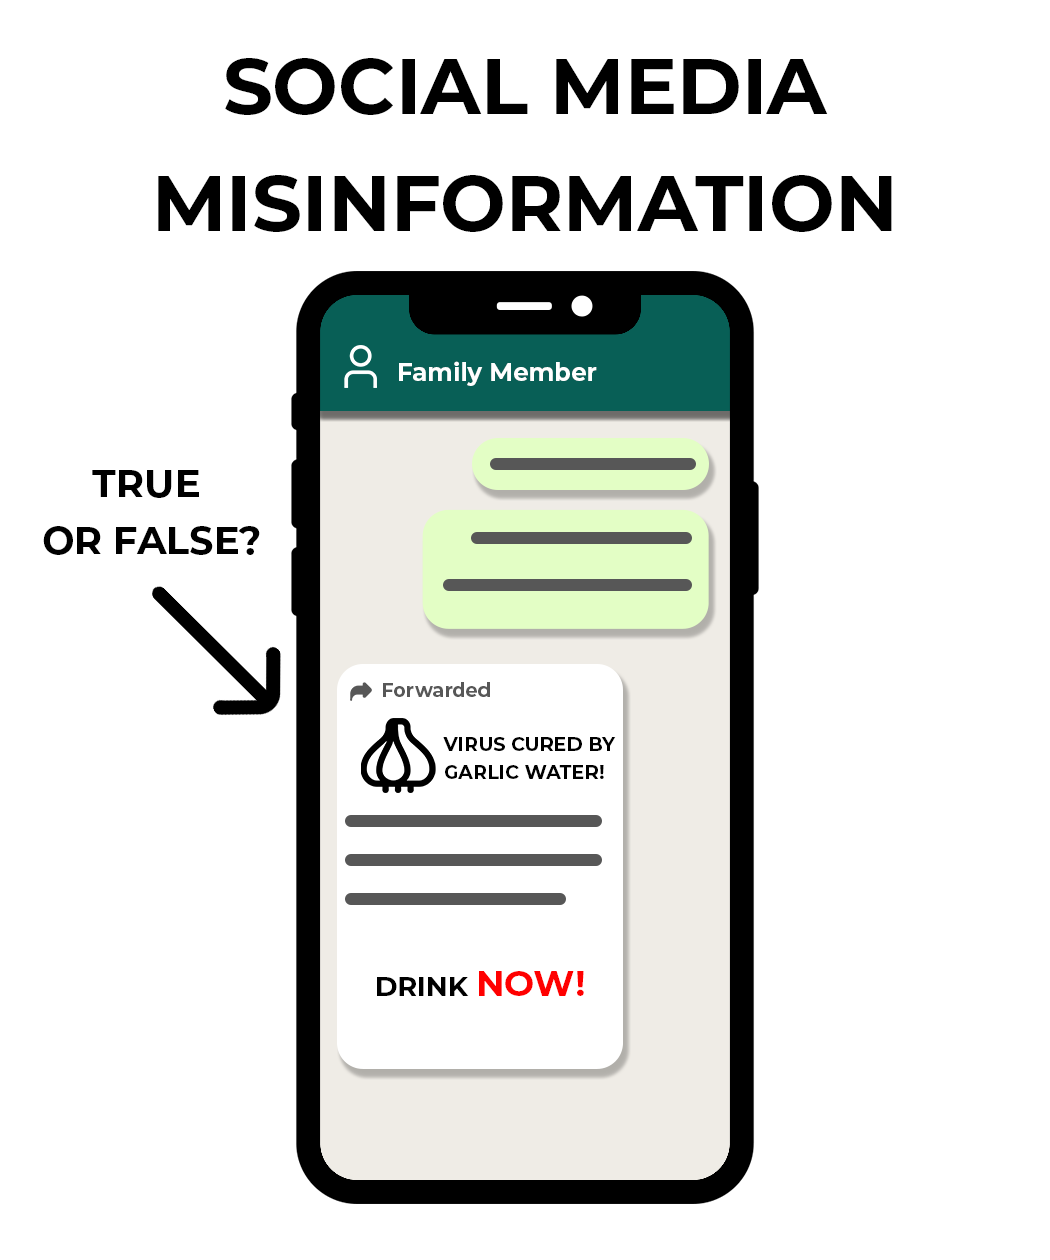 SOCIAL MEDIA
MISINFORMATION
Family Member
TRUE
OR FALSE?
Forwarded
VIRUS CURED BY
GARLIC WATER!
DRINK NOW!